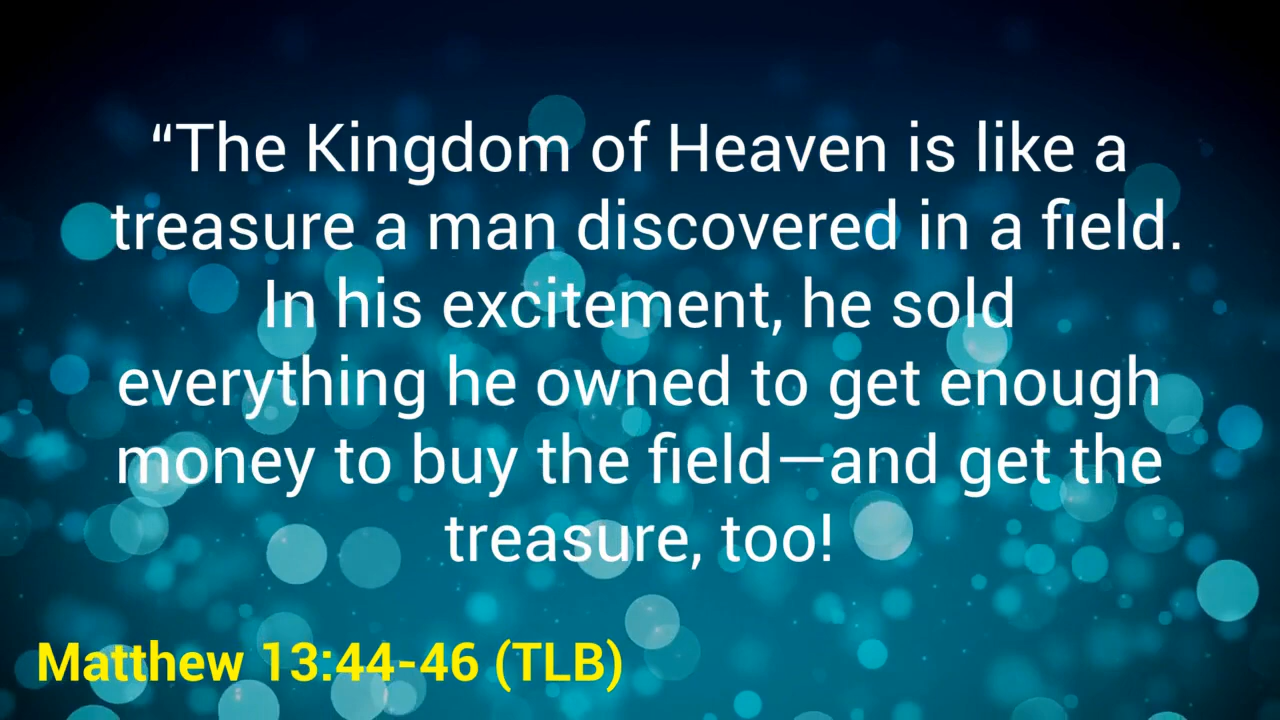 “The Kingdom of Heaven is like a
treasure a man discovered in a field.
In his excitement, he sold
everything he owned to get enough
money to buy the field—and get the
treasure, too!
Matthew 13:44-46 (TLB)